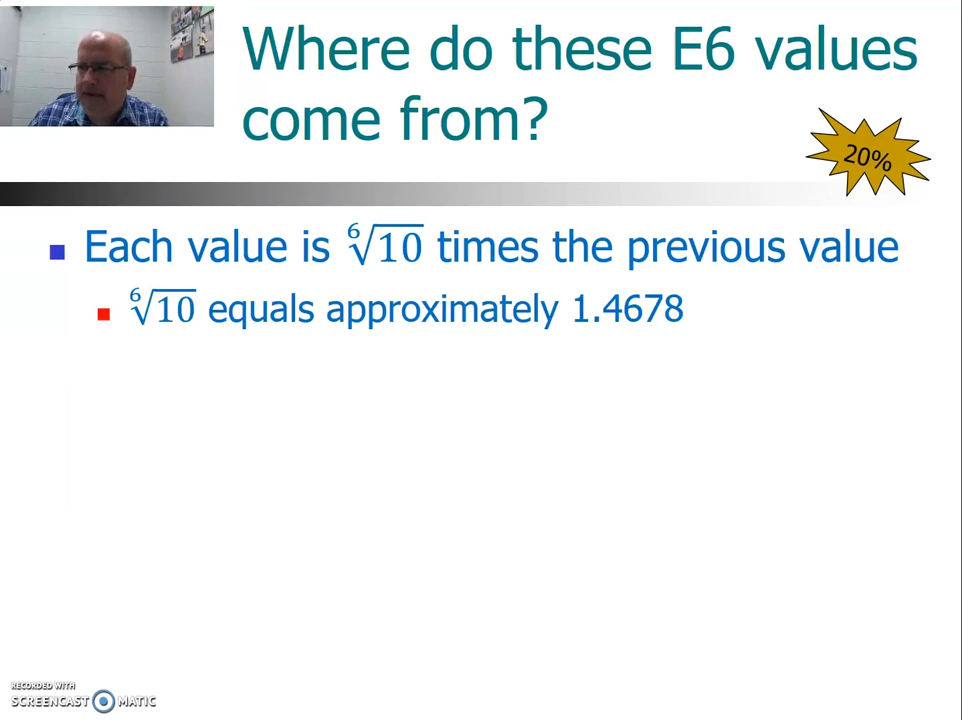 Where do these E6 values
come from?
20%
Each value is ⁶√10 times the previous value
⁶√10 equals approximately 1.4678
RECORDED WITH
SCREENCAST MATIC